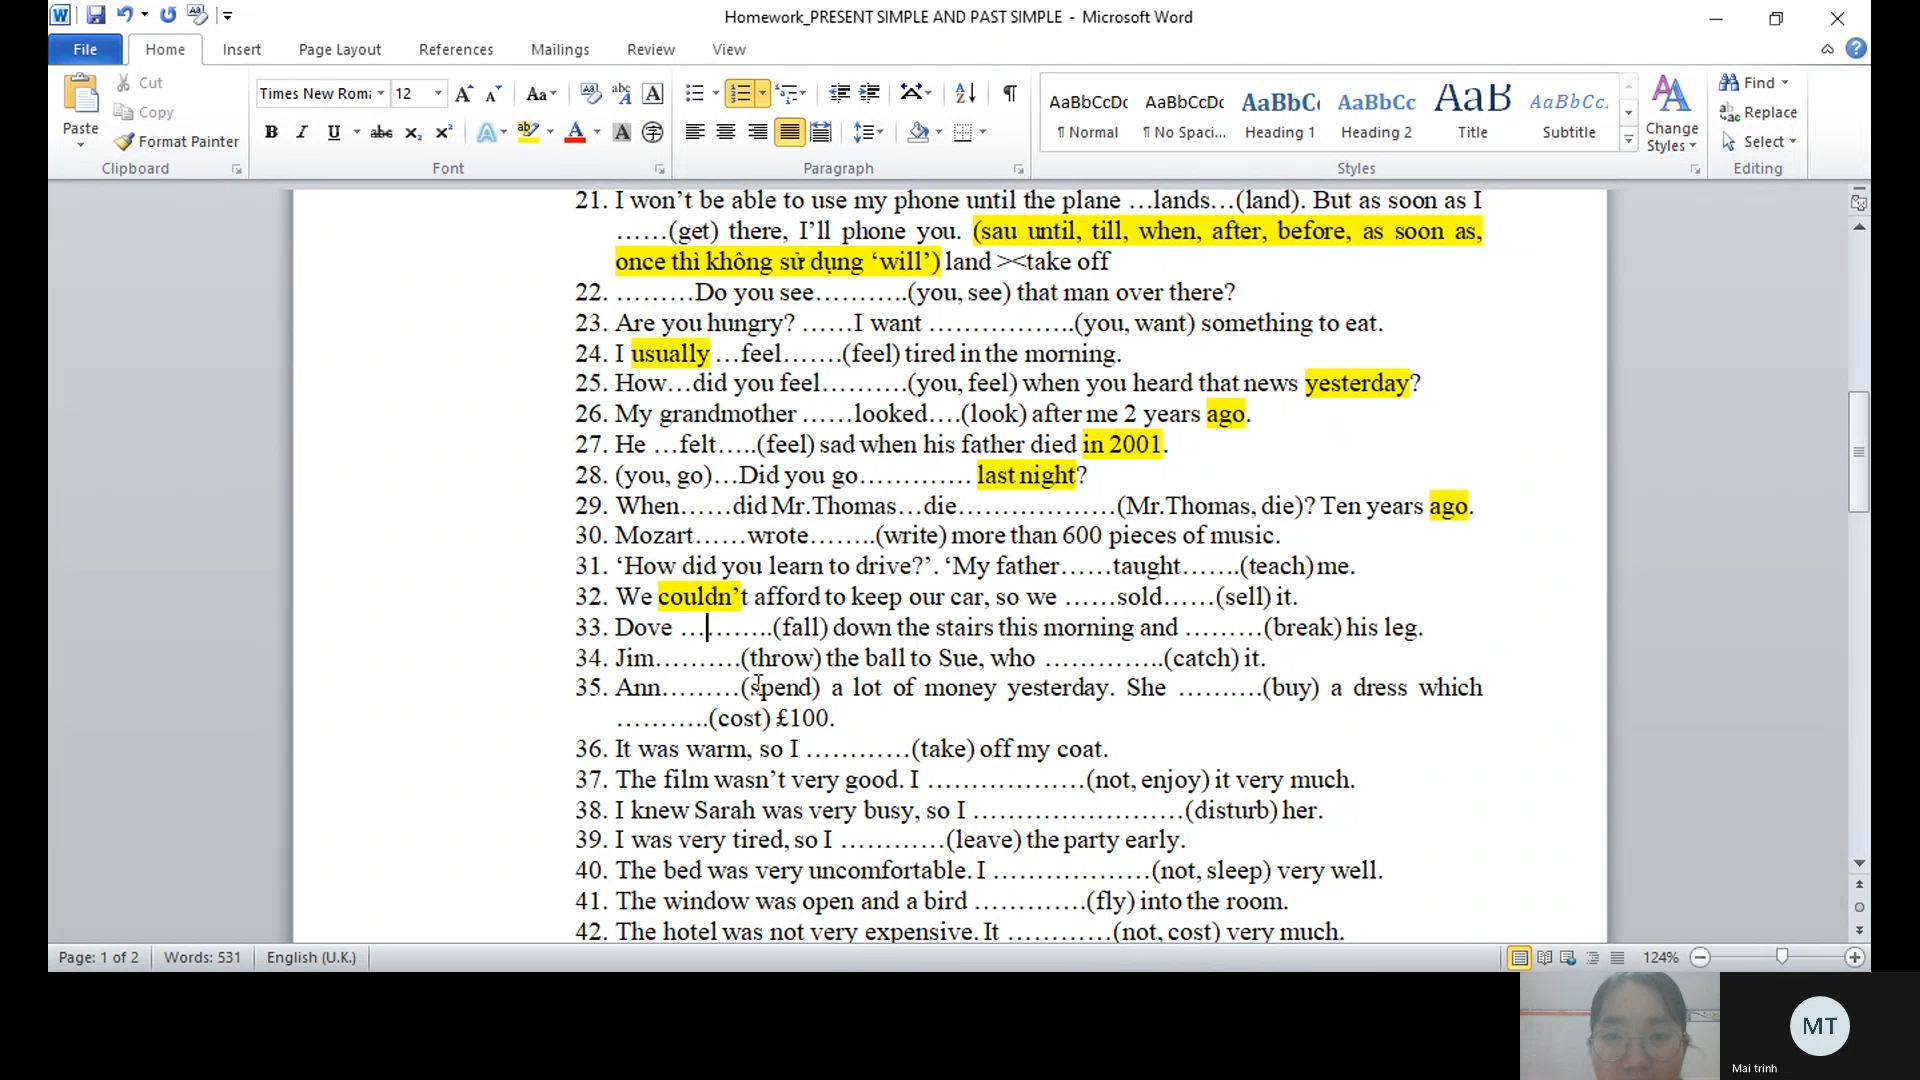 Homework_PRESENT SIMPLE AND PAST SIMPLE - Microsoft Word
File Home Insert Page Layout References Mailings Review View
Paste Cut Copy Format Painter Clipboard
Times New Roma 12 Font
Paragraph
AaBbCcDc AaBbCcDc AaBbC AaBbCc AaB AaBbCc.
¶ Normal ¶ No Spaci... Heading 1 Heading 2 Title Subtitle
Styles
Change Styles
Find Replace Select Editing
21. I won’t be able to use my phone until the plane …lands…(land). But as soon as I
……(get) there, I’ll phone you. (sau until, till, when, after, before, as soon as,
once thì không sử dụng ‘will’) land ><take off
22. ………Do you see………..(you, see) that man over there?
23. Are you hungry? ……I want ……………..(you, want) something to eat.
24. I usually …feel…….(feel) tired in the morning.
25. How…did you feel……….(you, feel) when you heard that news yesterday?
26. My grandmother ……looked….(look) after me 2 years ago.
27. He …felt…..(feel) sad when his father died in 2001.
28. (you, go)…Did you go…………. last night?
29. When……did Mr.Thomas…die………………(Mr.Thomas, die)? Ten years ago.
30. Mozart……wrote……..(write) more than 600 pieces of music.
31. ‘How did you learn to drive?’. ‘My father……taught…….(teach) me.
32. We couldn’t afford to keep our car, so we ……sold……(sell) it.
33. Dove ………..(fall) down the stairs this morning and ………(break) his leg.
34. Jim……….(throw) the ball to Sue, who …………..(catch) it.
35. Ann………(spend) a lot of money yesterday. She ……….(buy) a dress which
………..(cost) £100.
36. It was warm, so I …………(take) off my coat.
37. The film wasn’t very good. I ………………(not, enjoy) it very much.
38. I knew Sarah was very busy, so I ……………………(disturb) her.
39. I was very tired, so I …………(leave) the party early.
40. The bed was very uncomfortable. I ………………(not, sleep) very well.
41. The window was open and a bird ………….(fly) into the room.
42. The hotel was not very expensive. It …………(not, cost) very much.
Page: 1 of 2 Words: 531 English (U.K.) 124%
MT
Mai trinh